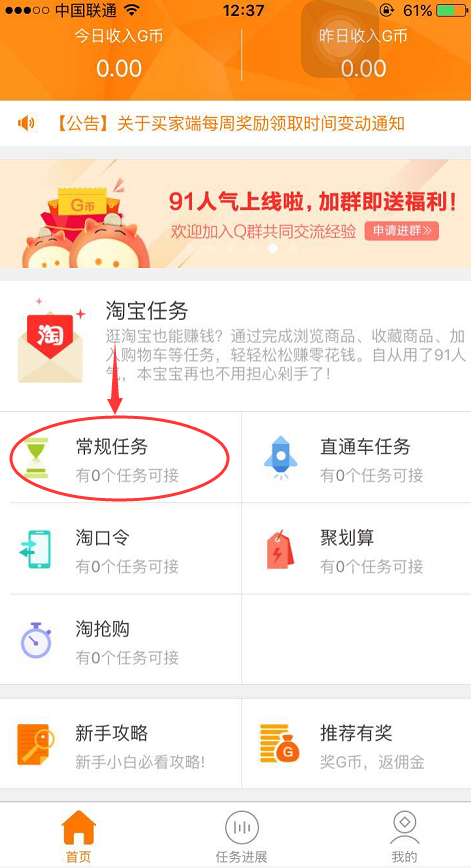 中国联通 12:37 61%
今日收入G币 昨日收入G币
0.00 0.00
【公告】关于买家端每周奖励领取时间变动通知
G币
91人气上线啦，加群即送福利！
欢迎加入Q群共同交流经验 申请进群》
淘
淘宝任务
逛淘宝也能赚钱？通过完成浏览商品、收藏商品、加
入购物车等任务，轻轻松松赚零花钱。自从用了91人
气，本宝宝再也不用担心剁手了！
常规任务 直通车任务
有0个任务可接 有0个任务可接
淘口令 聚划算
有0个任务可接 有0个任务可接
淘抢购
有0个任务可接
新手攻略 推荐有奖
新手小白必看攻略! 奖G币，返佣金
G
首页 任务进展 我的